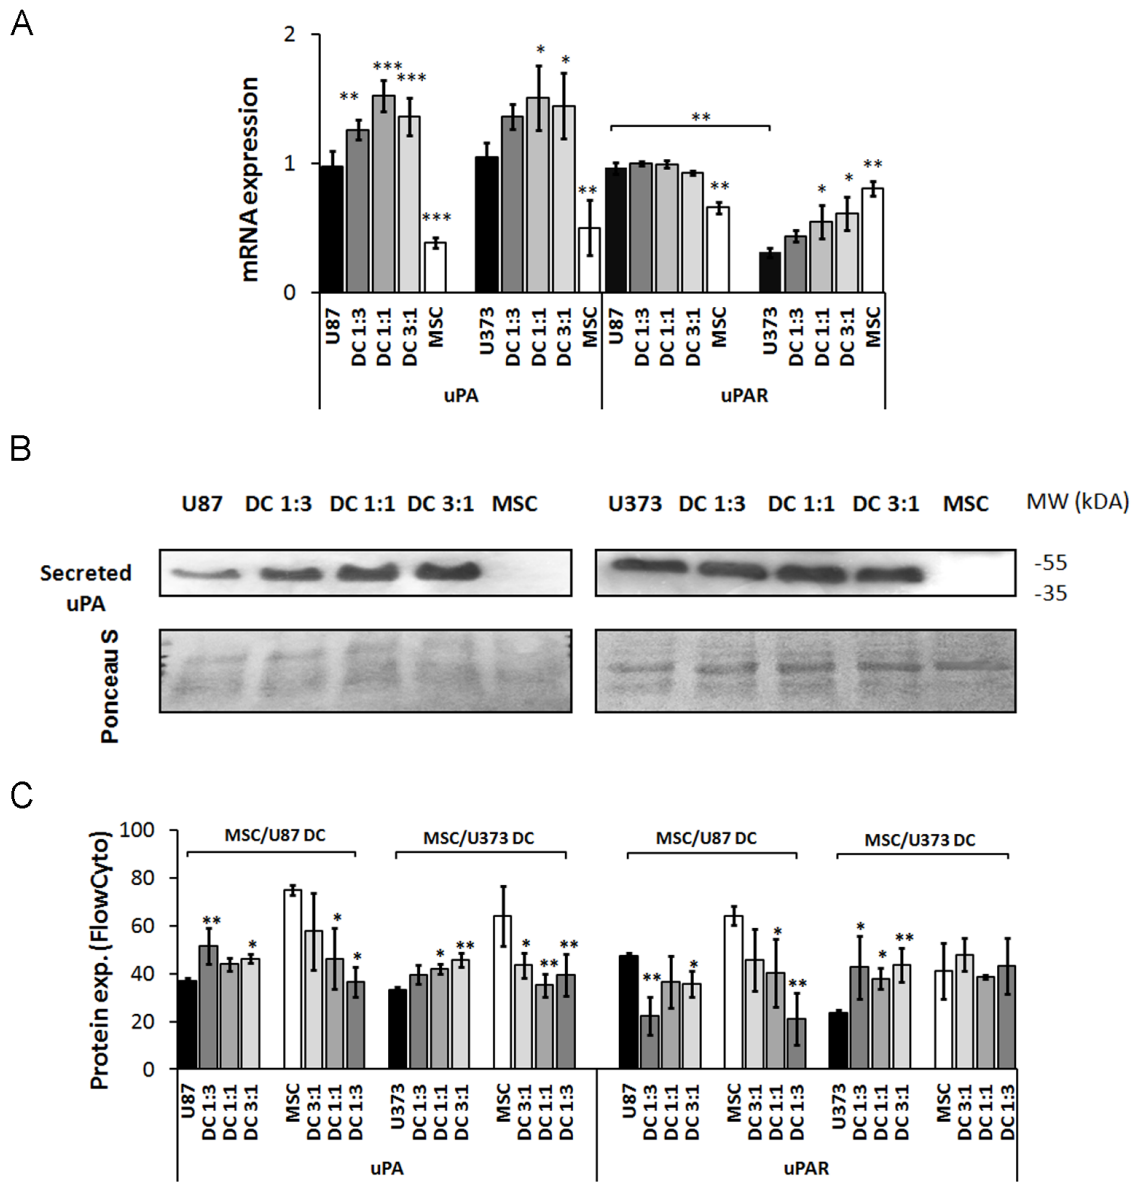 A
mRNA expression
2
1
0
** *** *** *** * * ** ** ** * * **
U87 DC 1:3 DC 1:1 DC 3:1 MSC U373 DC 1:3 DC 1:1 DC 3:1 MSC U87 DC 1:3 DC 1:1 DC 3:1 MSC U373 DC 1:3 DC 1:1 DC 3:1 MSC
uPA uPAR
B
U87 DC 1:3 DC 1:1 DC 3:1 MSC U373 DC 1:3 DC 1:1 DC 3:1 MSC MW (kDA)
Secreted
uPA
-55
-35
Ponceau S
C
Protein exp. (FlowCyto)
100
80
60
40
20
0
MSC/U87 DC MSC/U373 DC MSC/U87 DC MSC/U373 DC
** * * * * ** * ** ** ** * * ** * * **
U87 DC 1:3 DC 1:1 DC 3:1 MSC DC 3:1 DC 1:1 DC 1:3 U373 DC 1:3 DC 1:1 DC 3:1 MSC DC 3:1 DC 1:1 DC 1:3 U87 DC 1:3 DC 1:1 DC 3:1 MSC DC 3:1 DC 1:1 DC 1:3 U373 DC 1:3 DC 1:1 DC 3:1 MSC DC 3:1 DC 1:1 DC 1:3
uPA uPAR